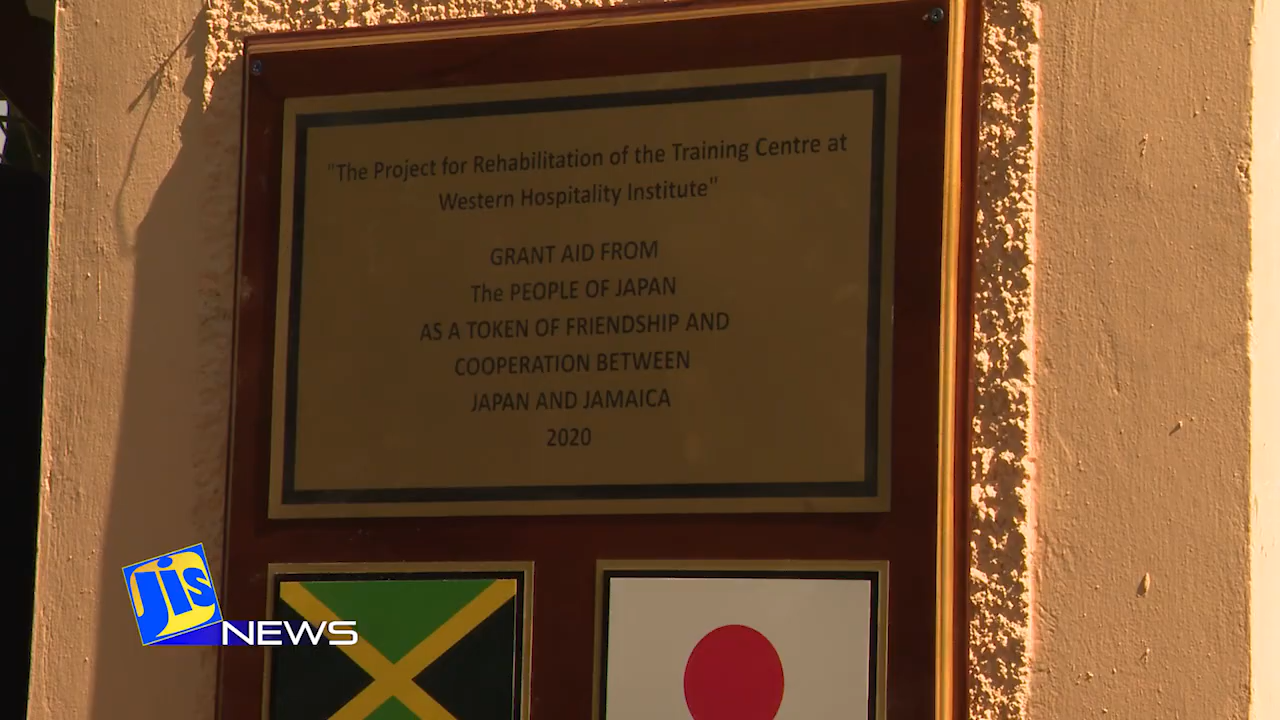 "The Project for Rehabilitation of the Training Centre at
Western Hospitality Institute"
GRANT AID FROM
The PEOPLE OF JAPAN
AS A TOKEN OF FRIENDSHIP AND
COOPERATION BETWEEN
JAPAN AND JAMAICA
2020
jis
NEWS